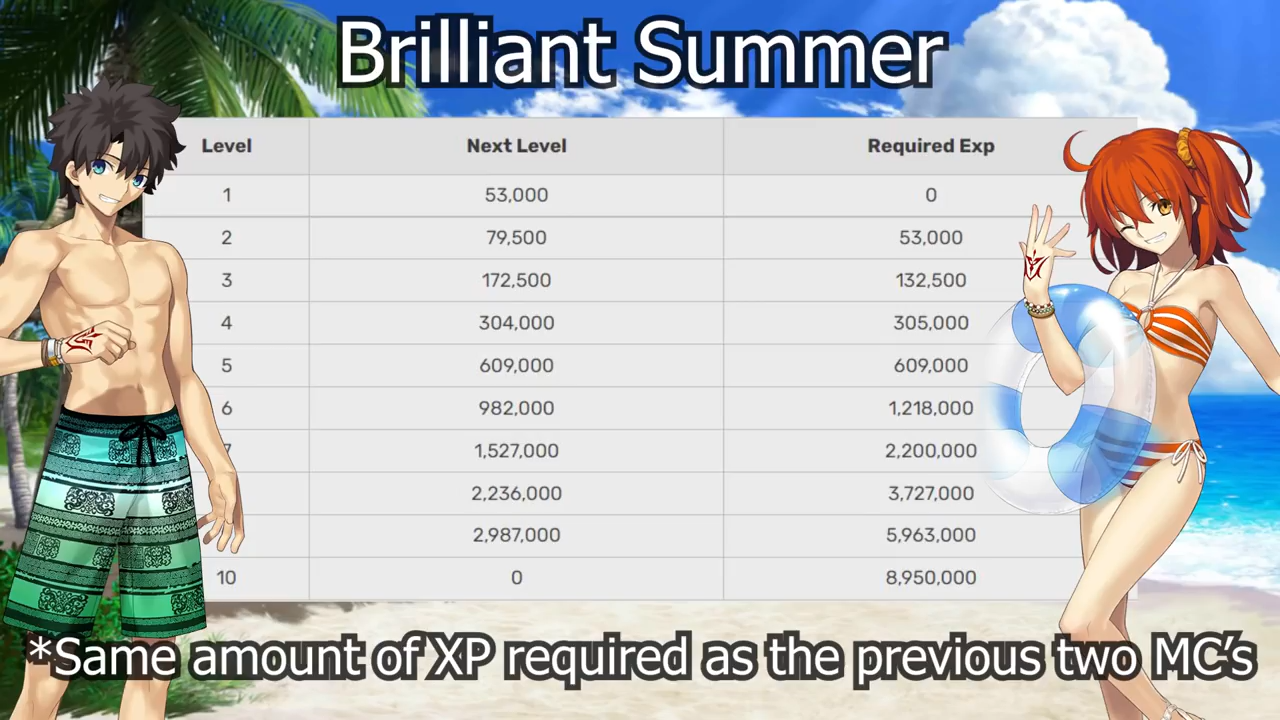 Brilliant Summer
Level Next Level Required Exp
1 53,000 0
2 79,500 53,000
3 172,500 132,500
4 304,000 305,000
5 609,000 609,000
6 982,000 1,218,000
7 1,527,000 2,200,000
2,236,000 3,727,000
2,987,000 5,963,000
10 0 8,950,000
*Same amount of XP required as the previous two MC's